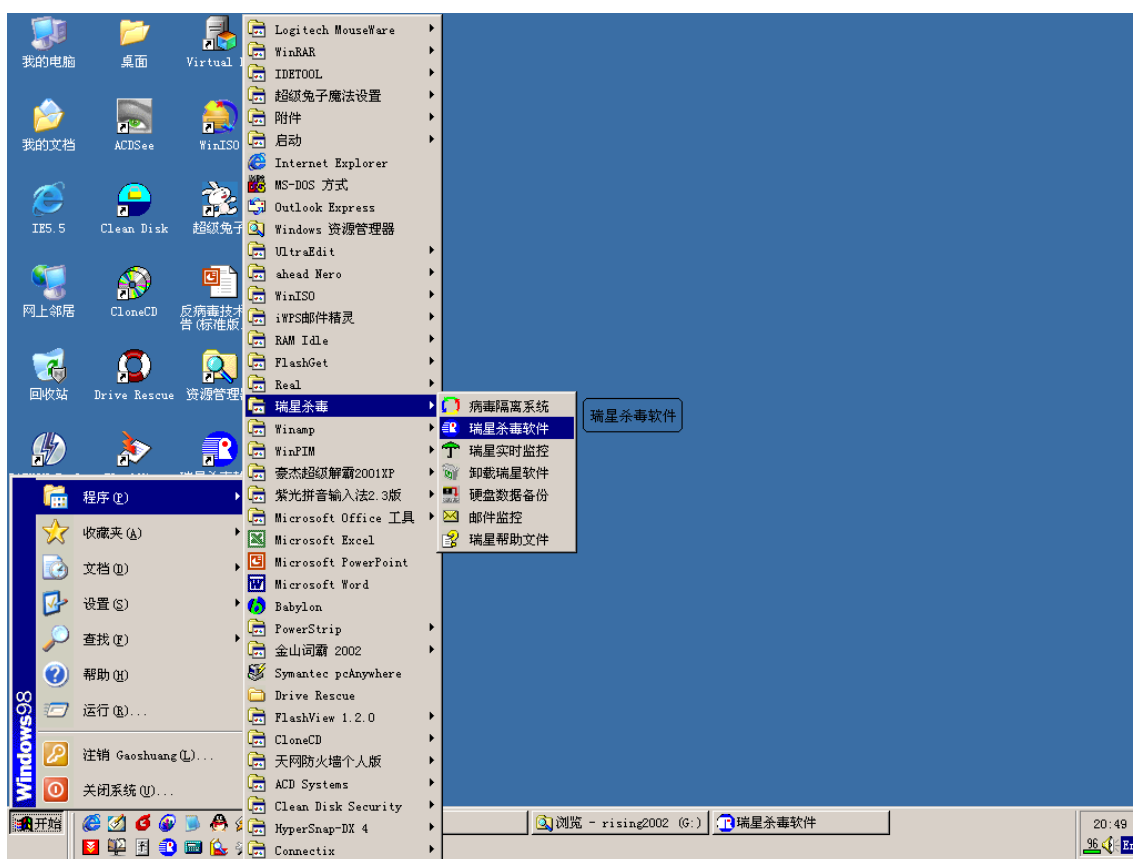 我的电脑
桌面
Virtual
我的文档
ACDSee
WinISO
IE5.5
Clean Disk
超级兔子
网上邻居
CloneCD
反病毒技术
告(标准版
回收站
Drive Rescue
资源管理
Logitech MouseWare
WinRAR
IDETOOL
超级兔子魔法设置
附件
启动
Internet Explorer
MS-DOS 方式
Outlook Express
Windows 资源管理器
UltraEdit
ahead Nero
WinISO
iWPS邮件精灵
RAM Idle
FlashGet
Real
瑞星杀毒
Winamp
WinPIM
豪杰超级解霸2001XP
紫光拼音输入法2.3版
Microsoft Office 工具
Microsoft Excel
Microsoft PowerPoint
Microsoft Word
Babylon
PowerStrip
金山词霸 2002
Symantec pcAnywhere
Drive Rescue
FlashView 1.2.0
CloneCD
天网防火墙个人版
ACD Systems
Clean Disk Security
HyperSnap-DX 4
Connectix
病毒隔离系统
瑞星杀毒软件
瑞星实时监控
卸载瑞星软件
硬盘数据备份
邮件监控
瑞星帮助文件
瑞星杀毒软件
程序(P)
收藏夹(A)
文档(D)
设置(S)
查找(F)
帮助(H)
运行(R)...
注销 Gaoshuang(L)...
关闭系统(U)...
Windows98
开始
浏览 - rising2002 (G:)
瑞星杀毒软件
20:49
96
En